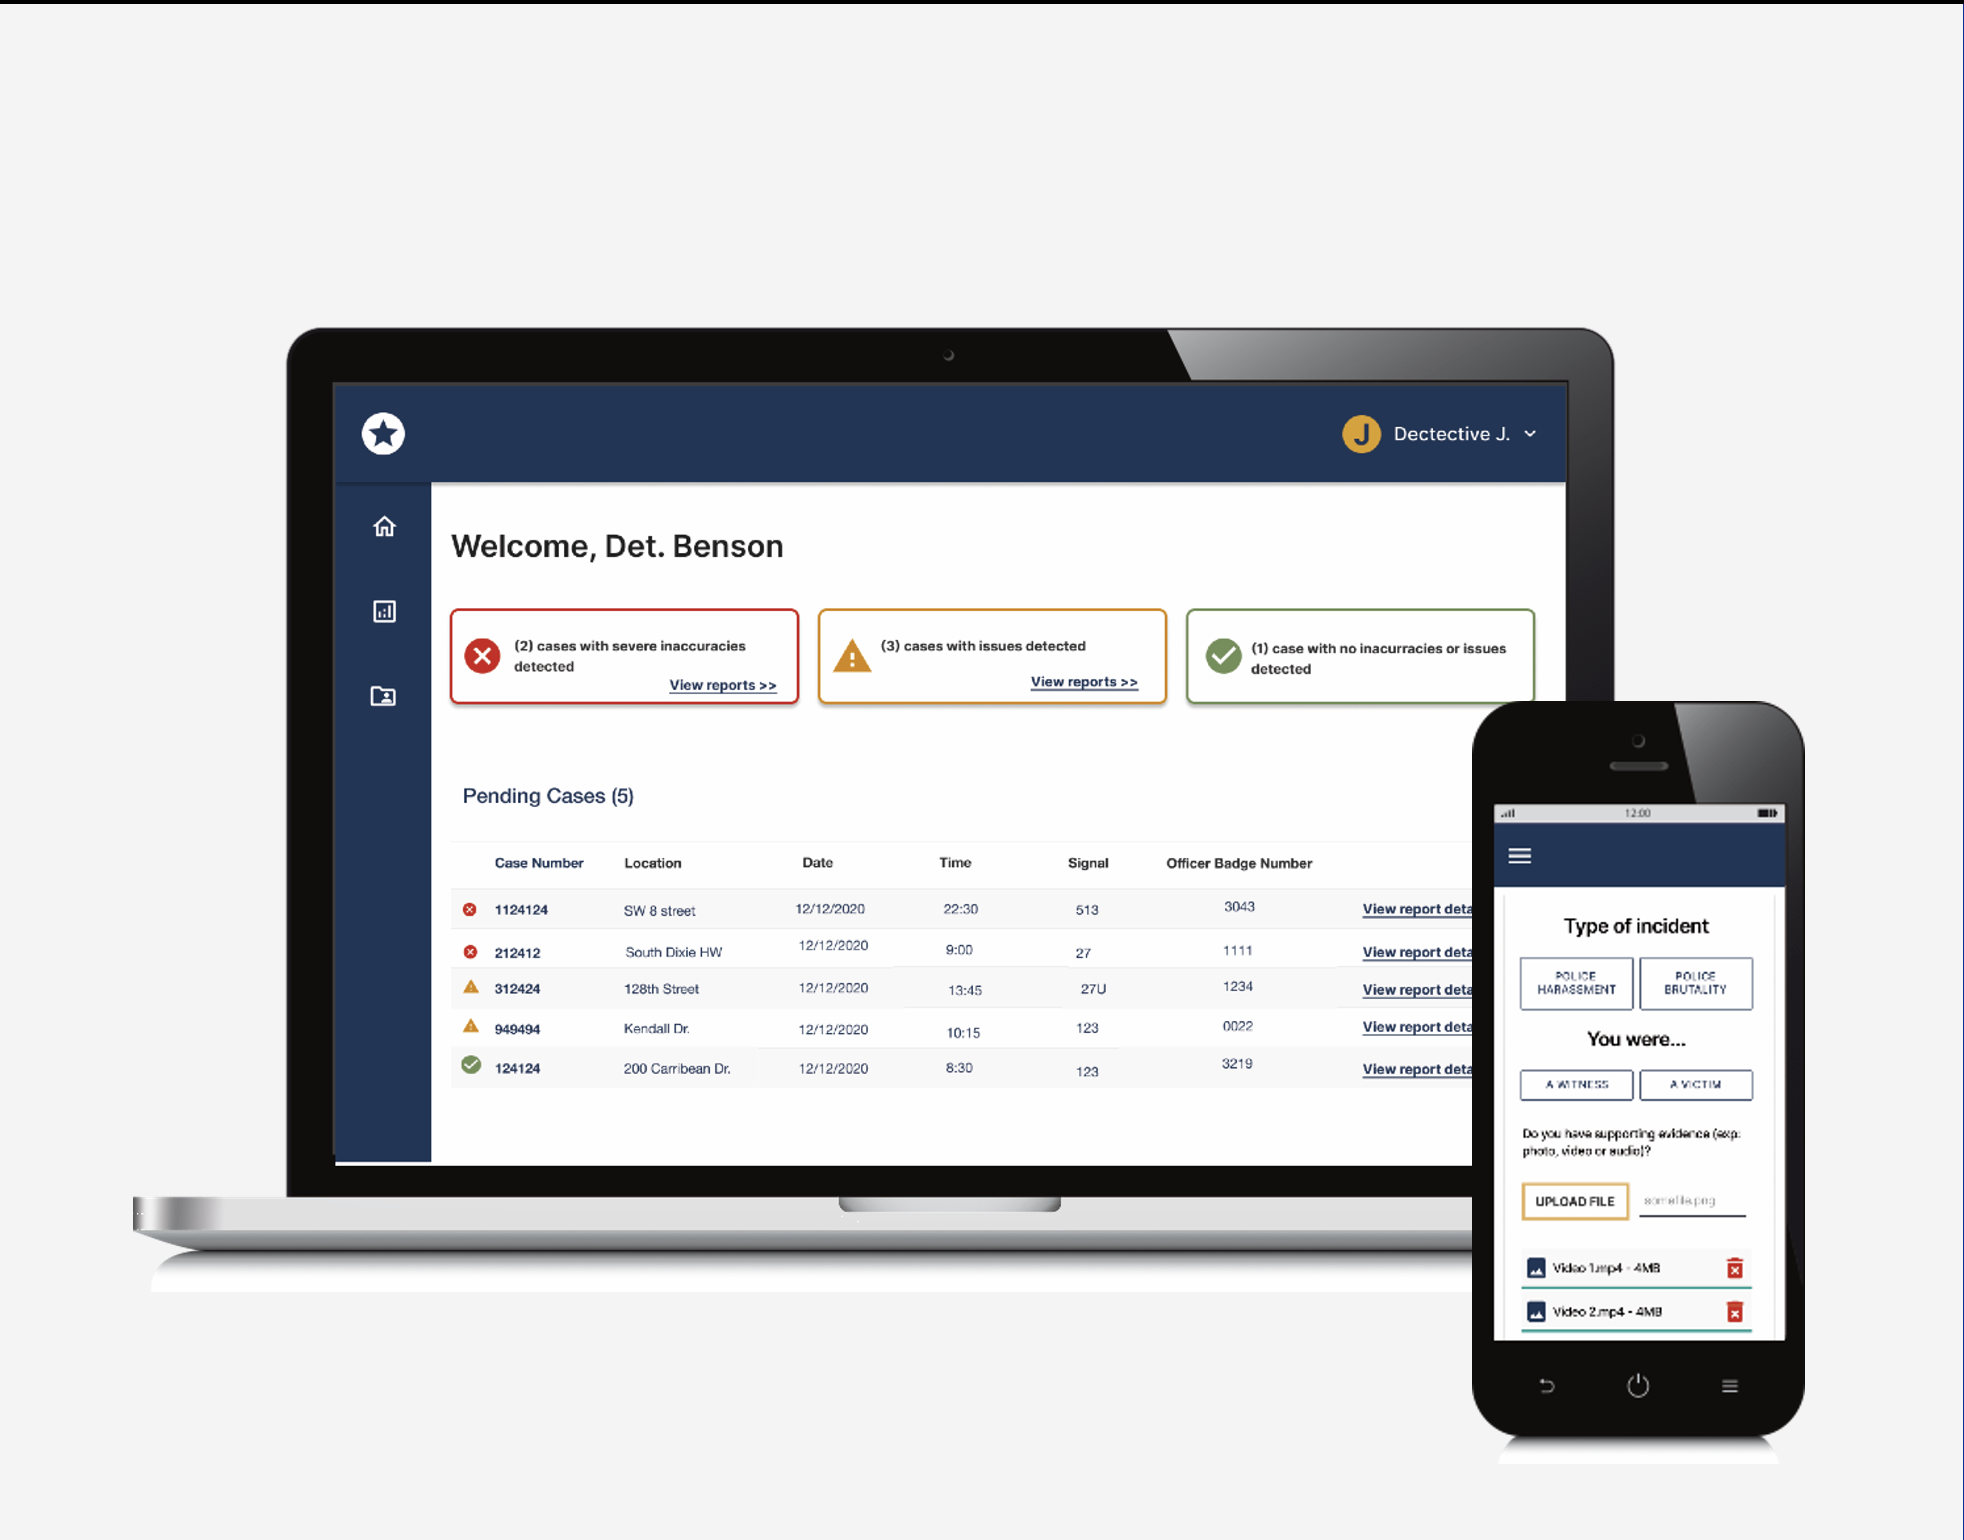 J Dectective J.
Welcome, Det. Benson
(2) cases with severe inaccuracies
detected
View reports >>
(3) cases with issues detected
View reports >>
(1) case with no inacurracies or issues
detected
Pending Cases (5)
Case Number Location Date Time Signal Officer Badge Number
1124124 SW 8 street 12/12/2020 22:30 513 3043 View report deta
212412 South Dixie HW 12/12/2020 9:00 27 1111 View report deta
312424 128th Street 12/12/2020 13:45 27U 1234 View report deta
949494 Kendall Dr. 12/12/2020 10:15 123 0022 View report deta
124124 200 Carribean Dr. 12/12/2020 8:30 123 3219 View report deta
12:00
Type of incident
POLICE
HARASSMENT
POLICE
BRUTALITY
You were...
A WITNESS A VICTIM
Do you have supporting evidence (exp:
photo, video or audio)?
UPLOAD FILE somefile.png
Video 1.mp4 - 4MB
Video 2.mp4 - 4MB